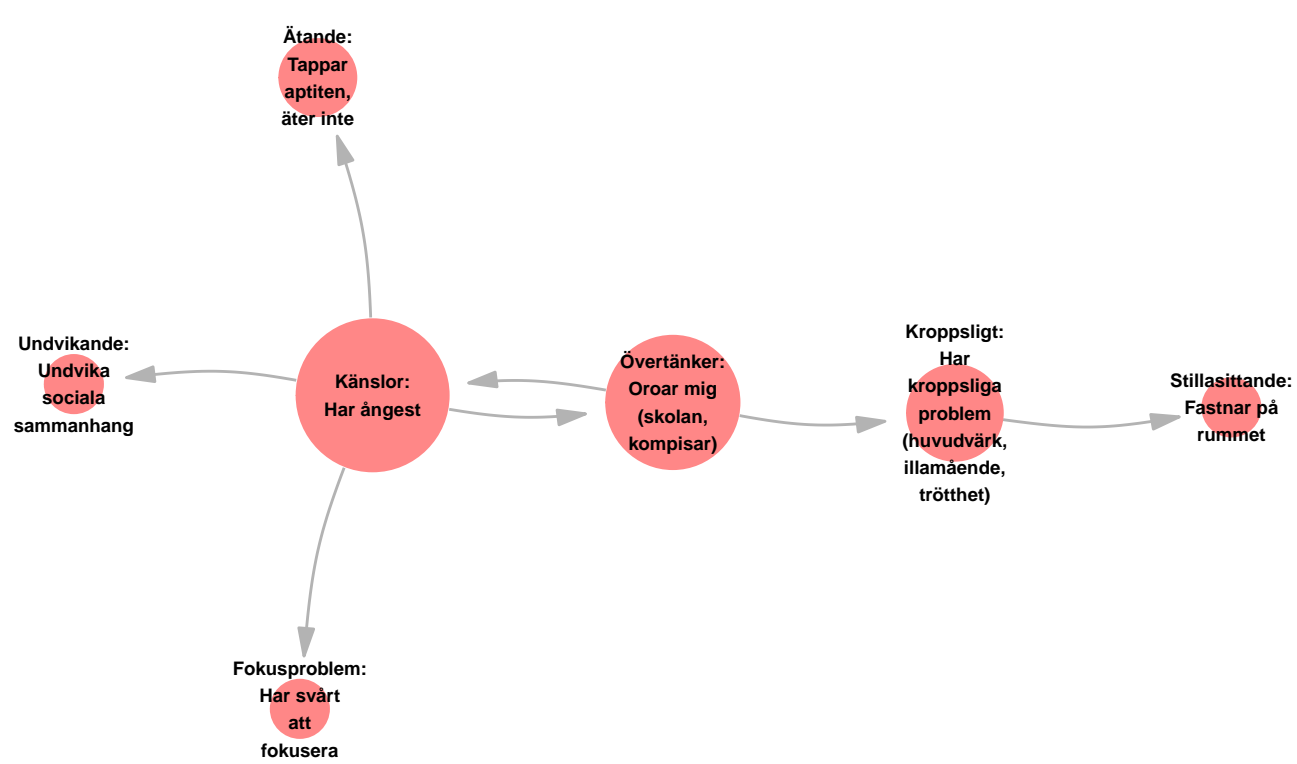 Ätande:
Tappar
aptiten,
äter inte
Undvikande:
Undvika
sociala
sammanhang
Känslor:
Har ångest
Övertänker:
Oroar mig
(skolan,
kompisar)
Kroppsligt:
Har
kroppsliga
problem
(huvudvärk,
illamående,
trötthet)
Stillasittande:
Fastnar på
rummet
Fokusproblem:
Har svårt
att
fokusera